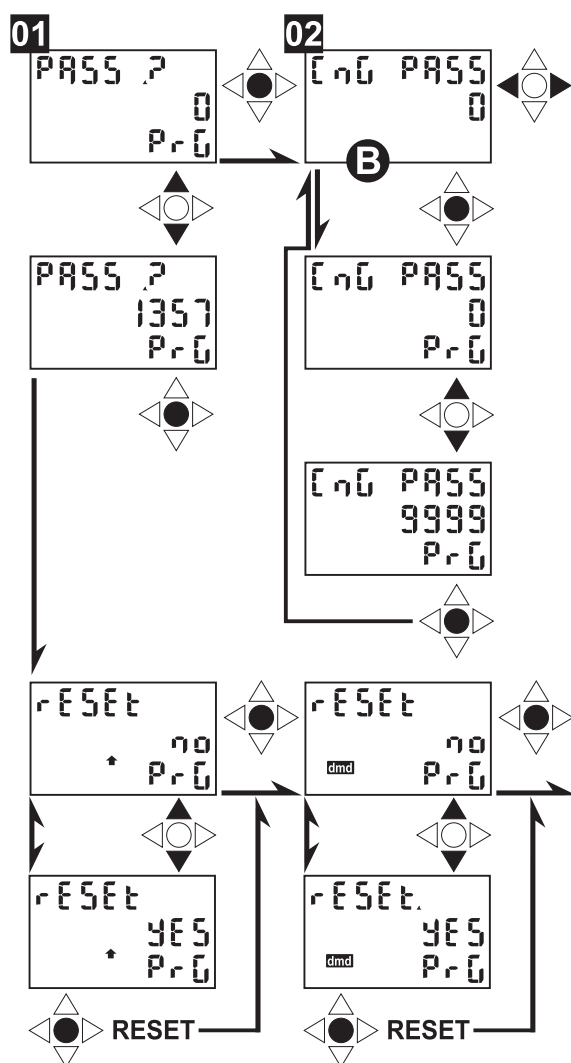 01
PASS ?
0
PrG
02
CnG PASS
0
B
PASS ?
1357
PrG
CnG PASS
0
PrG
CnG PASS
9999
PrG
rESEt
no
PrG
rESEt
no
dmd PrG
rESEt
YES
PrG
rESEt
YES
dmd PrG
RESET
RESET